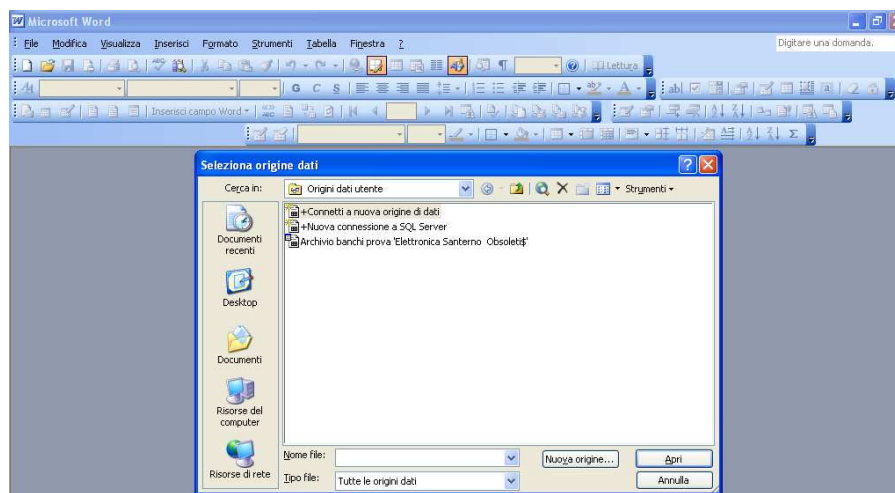 Microsoft Word
File Modifica Visualizza Inserisci Formato Strumenti Tabella Finestra ? Digitare una domanda.
¶ Lettura
G C S A abl
Inserisci campo Word
Σ
Seleziona origine dati
Cerca in: Origini dati utente Strumenti
+Connetti a nuova origine di dati
+Nuova connessione a SQL Server
Archivio banchi prova 'Elettronica Santerno Obsoleti$'
Documenti recenti
Desktop
Documenti
Risorse del computer
Risorse di rete
Nome file: Nuova origine... Apri
Tipo file: Tutte le origini dati Annulla